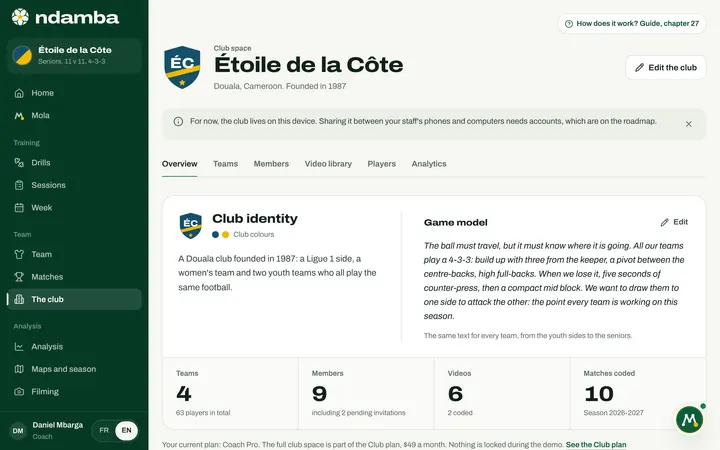 ndamba
Étoile de la Côte
Seniors. 11 v 11. 4-3-3
Home
Mola
Training
Drills
Sessions
Week
Team
Team
Matches
The club
Analysis
Analysis
Maps and season
Filming
DM
Daniel Mbarga
Coach
FR
EN
How does it work? Guide, chapter 27
ÉC
Club space
Étoile de la Côte
Douala, Cameroon. Founded in 1987
Edit the club
For now, the club lives on this device. Sharing it between your staff's phones and computers needs accounts, which are on the roadmap.
Overview
Teams
Members
Video library
Players
Analytics
ÉC
Club identity
Club colours
A Douala club founded in 1987: a Ligue 1 side, a
women's team and two youth teams who all play the
same football.
Game model
Edit
The ball must travel, but it must know where it is going. All our teams
play a 4-3-3: build up with three from the keeper, a pivot between the
centre-backs, high full-backs. When we lose it, five seconds of
counter-press, then a compact mid block. We want to draw them to
one side to attack the other: the point every team is working on this
season.
The same text for every team, from the youth sides to the seniors.
Teams
4
63 players in total
Members
9
including 2 pending invitations
Videos
6
2 coded
Matches coded
10
Season 2026-2027
Your current plan: Coach Pro. The full club space is part of the Club plan, $49 a month. Nothing is locked during the demo. See the Club plan